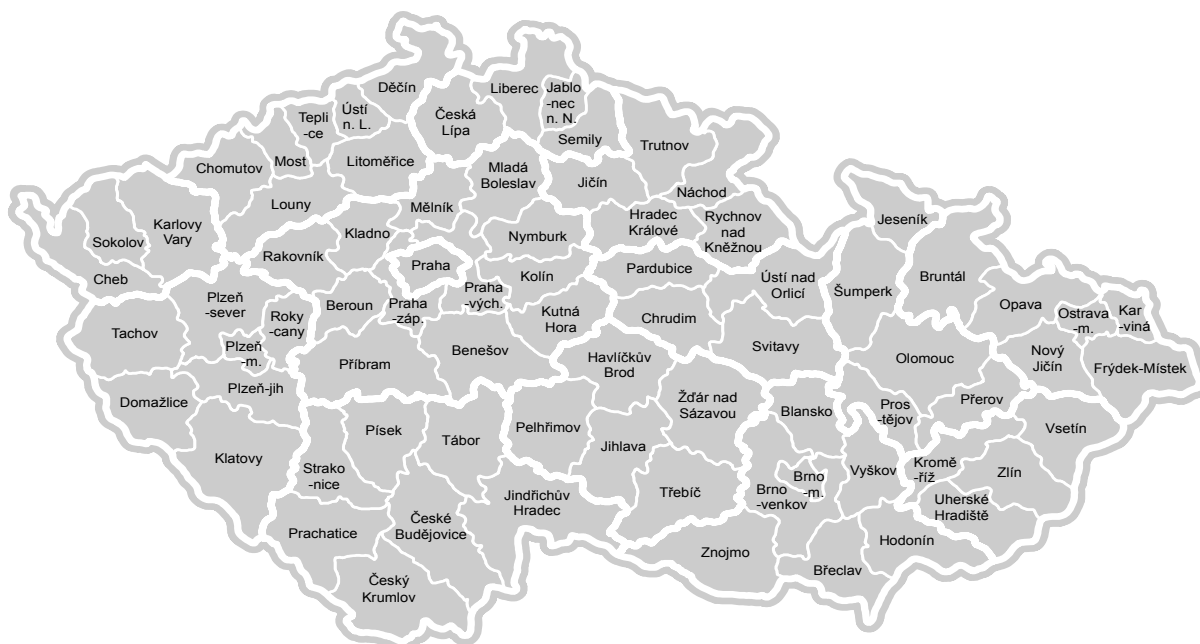 Děčín
Liberec
Jablo
-nec
n. N.
Ústí
n. L.
Tepli
-ce
Česká
Lípa
Semily
Trutnov
Chomutov
Most
Litoměřice
Mladá
Boleslav
Jičín
Náchod
Louny
Mělník
Karlovy
Vary
Sokolov
Cheb
Kladno
Rakovník
Praha
Nymburk
Hradec
Králové
Rychnov
nad
Kněžnou
Jeseník
Kolín
Pardubice
Ústí nad
Orlicí
Šumperk
Bruntál
Plzeň
-sever
Roky
-cany
Beroun
Praha
-záp.
Praha
-vých.
Kutná
Hora
Chrudim
Opava
Ostrava
-m.
Kar
-viná
Tachov
Plzeň
-m.
Příbram
Benešov
Havlíčkův
Brod
Svitavy
Olomouc
Nový
Jičín
Frýdek-Místek
Domažlice
Plzeň-jih
Žďár nad
Sázavou
Blansko
Pros
-tějov
Přerov
Vsetín
Klatovy
Strako
-nice
Písek
Tábor
Pelhřimov
Jihlava
Třebíč
Brno
-venkov
Brno
-m.
Vyškov
Kromě
-říž
Zlín
Uherské
Hradiště
Prachatice
České
Budějovice
Jindřichův
Hradec
Znojmo
Hodonín
Břeclav
Český
Krumlov